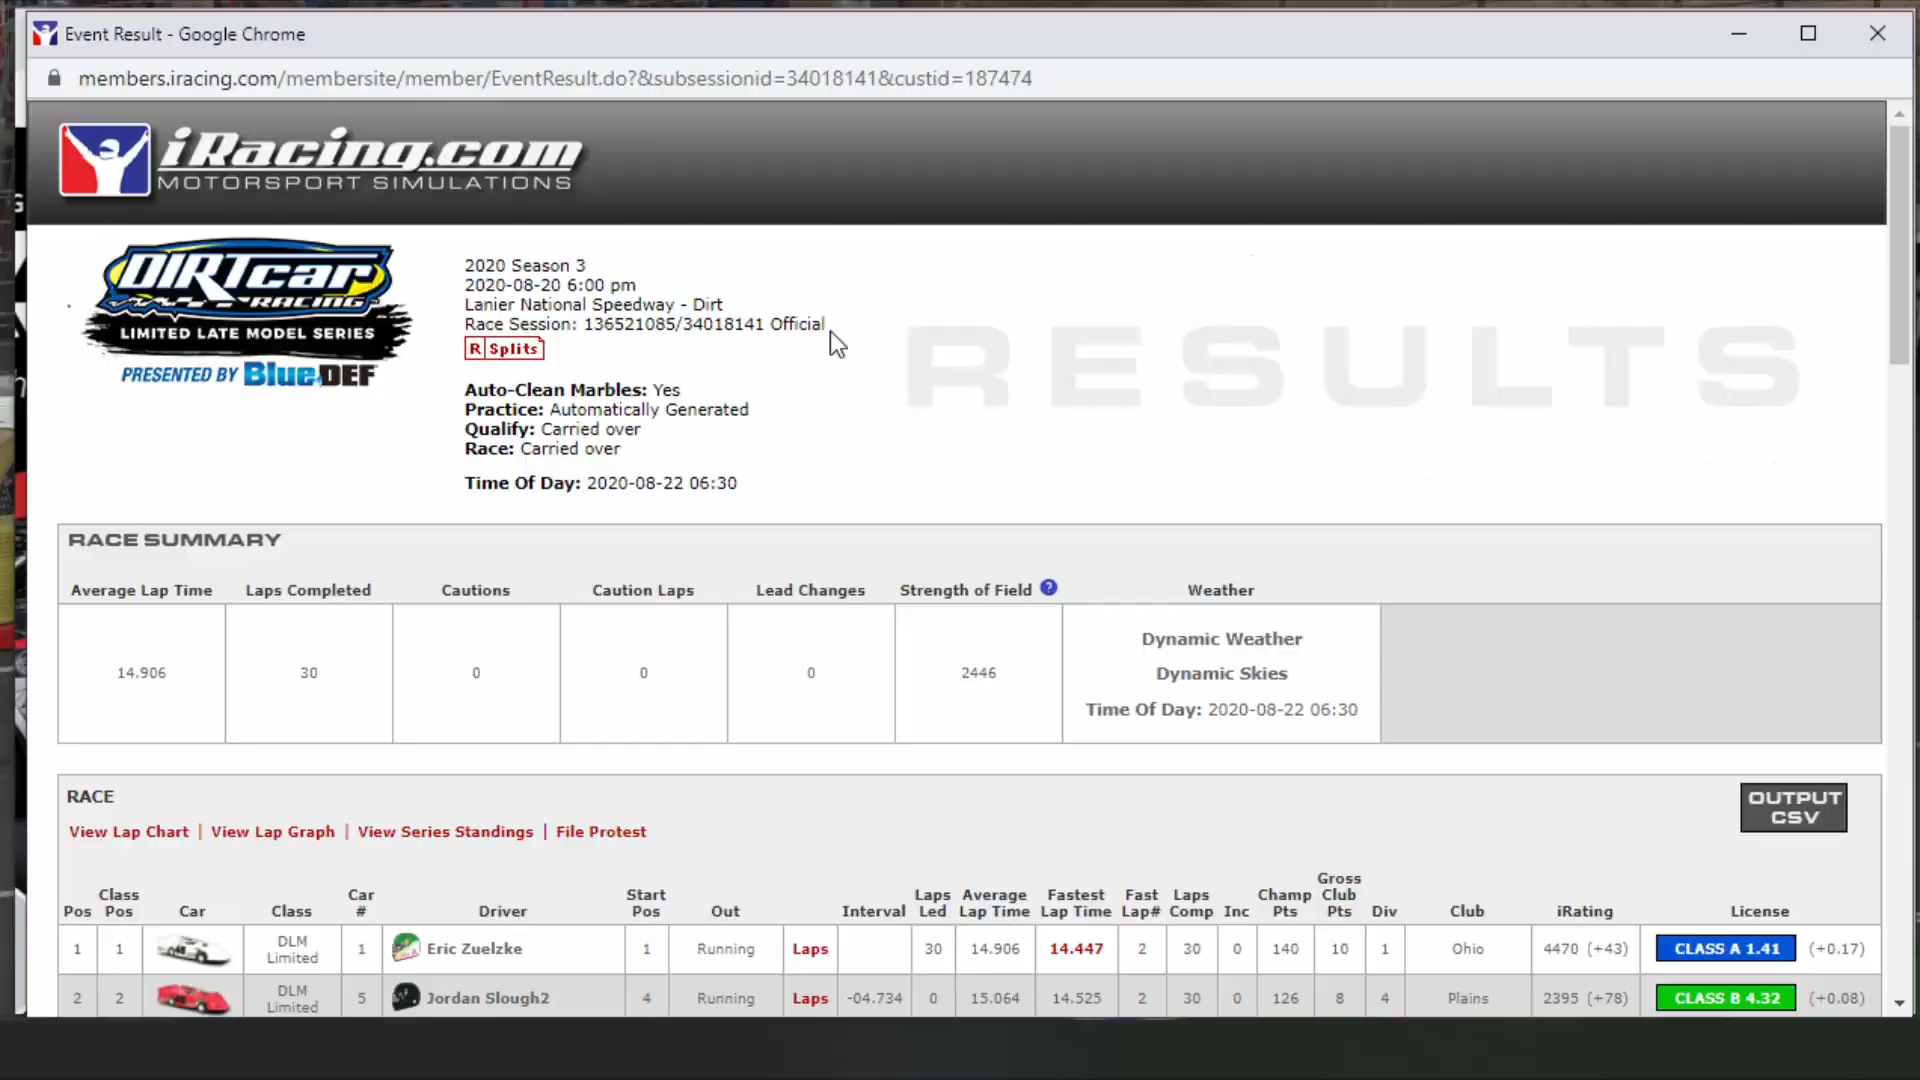 Event Result - Google Chrome
members.iracing.com/membersite/member/EventResult.do?&subsessionid=34018141&custid=187474
iRacing.com
MOTORSPORT SIMULATIONS
DIRTcar
RACING
LIMITED LATE MODEL SERIES
PRESENTED BY BlueDEF
2020 Season 3
2020-08-20 6:00 pm
Lanier National Speedway - Dirt
Race Session: 136521085/34018141 Official
R Splits
RESULTS
Auto-Clean Marbles: Yes
Practice: Automatically Generated
Qualify: Carried over
Race: Carried over
Time Of Day: 2020-08-22 06:30
RACE SUMMARY
Average Lap Time Laps Completed Cautions Caution Laps Lead Changes Strength of Field ? Weather
14.906 30 0 0 0 2446
Dynamic Weather
Dynamic Skies
Time Of Day: 2020-08-22 06:30
RACE
OUTPUT CSV
View Lap Chart | View Lap Graph | View Series Standings | File Protest
Pos Class Pos Car Class Car # Driver Start Pos Out Interval Laps Led Average Lap Time Fastest Lap Time Fast Lap# Laps Comp Inc Champ Pts Gross Club Pts Div Club iRating License
1 1 DLM Limited 1 Eric Zuelzke 1 Running Laps 30 14.906 14.447 2 30 0 140 10 1 Ohio 4470 (+43) CLASS A 1.41 (+0.17)
2 2 DLM Limited 5 Jordan Slough2 4 Running Laps -04.734 0 15.064 14.525 2 30 0 126 8 4 Plains 2395 (+78) CLASS B 4.32 (+0.08)